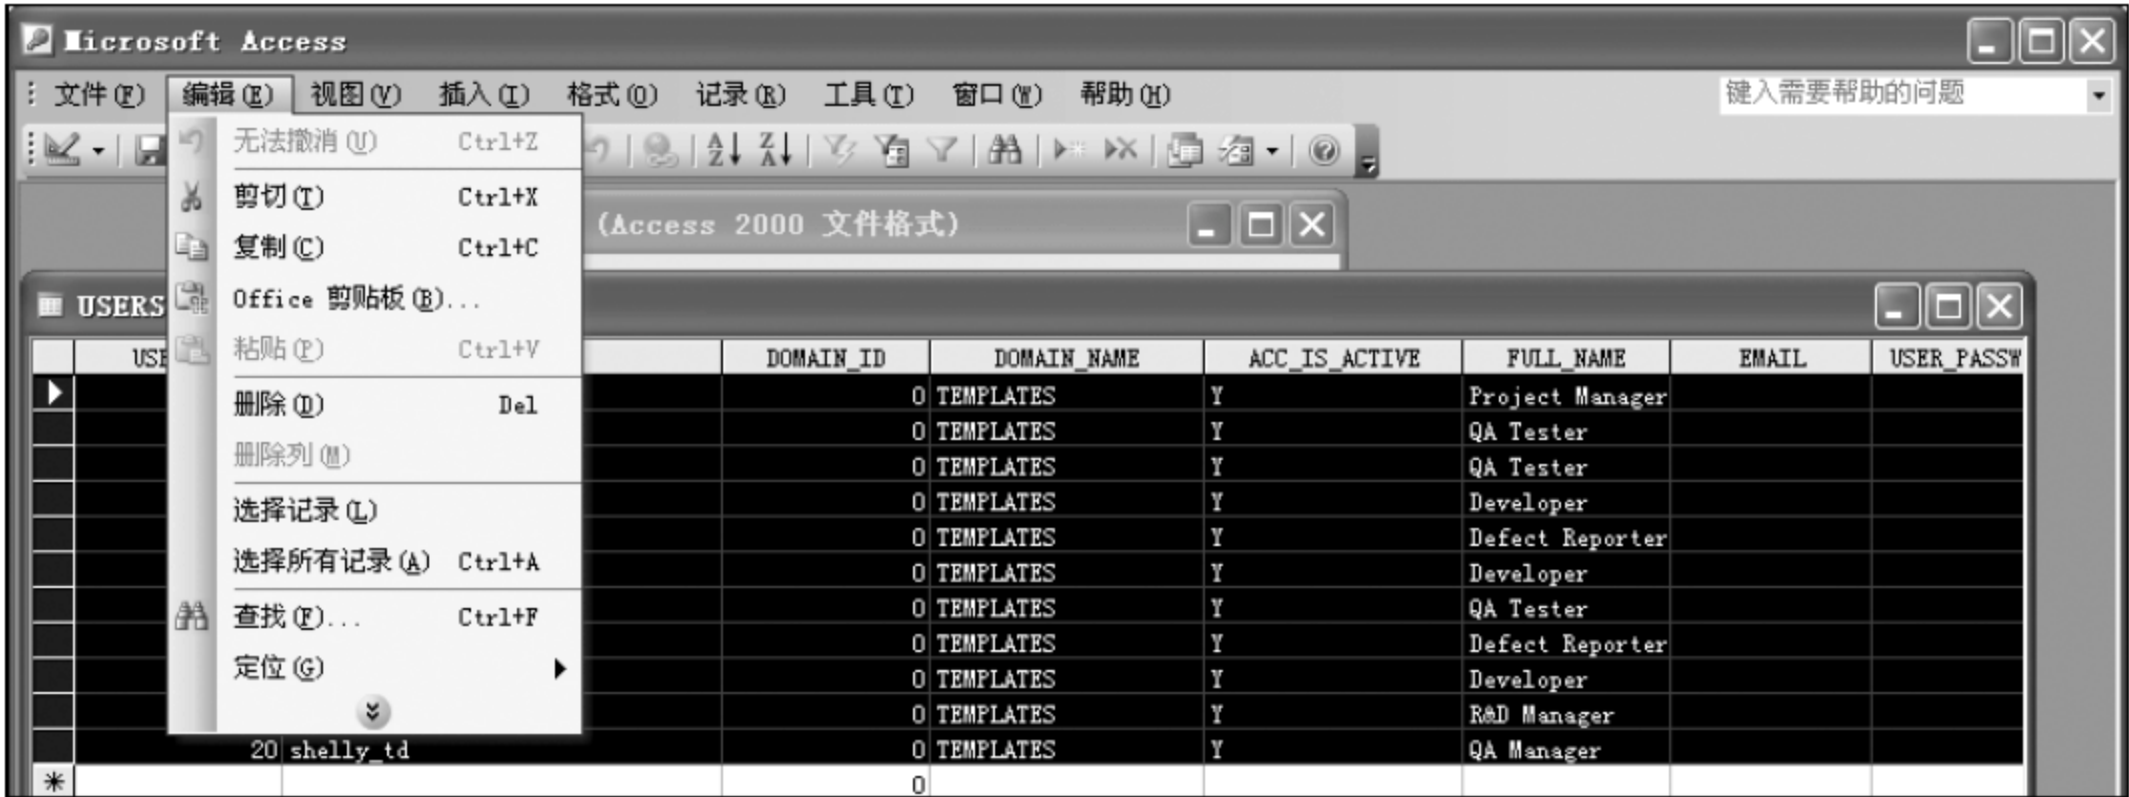 Microsoft Access
文件(F) 编辑(E) 视图(V) 插入(I) 格式(O) 记录(R) 工具(T) 窗口(W) 帮助(H) 键入需要帮助的问题
无法撤消(U) Ctrl+Z
剪切(T) Ctrl+X
复制(C) Ctrl+C
Office 剪贴板(B)...
粘贴(P) Ctrl+V
删除(D) Del
删除列(M)
选择记录(L)
选择所有记录(A) Ctrl+A
查找(F)... Ctrl+F
定位(G)
(Access 2000 文件格式)
USERS
USE DOMAIN_ID DOMAIN_NAME ACC_IS_ACTIVE FULL_NAME EMAIL USER_PASSW
0 TEMPLATES Y Project Manager
0 TEMPLATES Y QA Tester
0 TEMPLATES Y QA Tester
0 TEMPLATES Y Developer
0 TEMPLATES Y Defect Reporter
0 TEMPLATES Y Developer
0 TEMPLATES Y QA Tester
0 TEMPLATES Y Defect Reporter
0 TEMPLATES Y Developer
0 TEMPLATES Y R&D Manager
20 shelly_td 0 TEMPLATES Y QA Manager
0